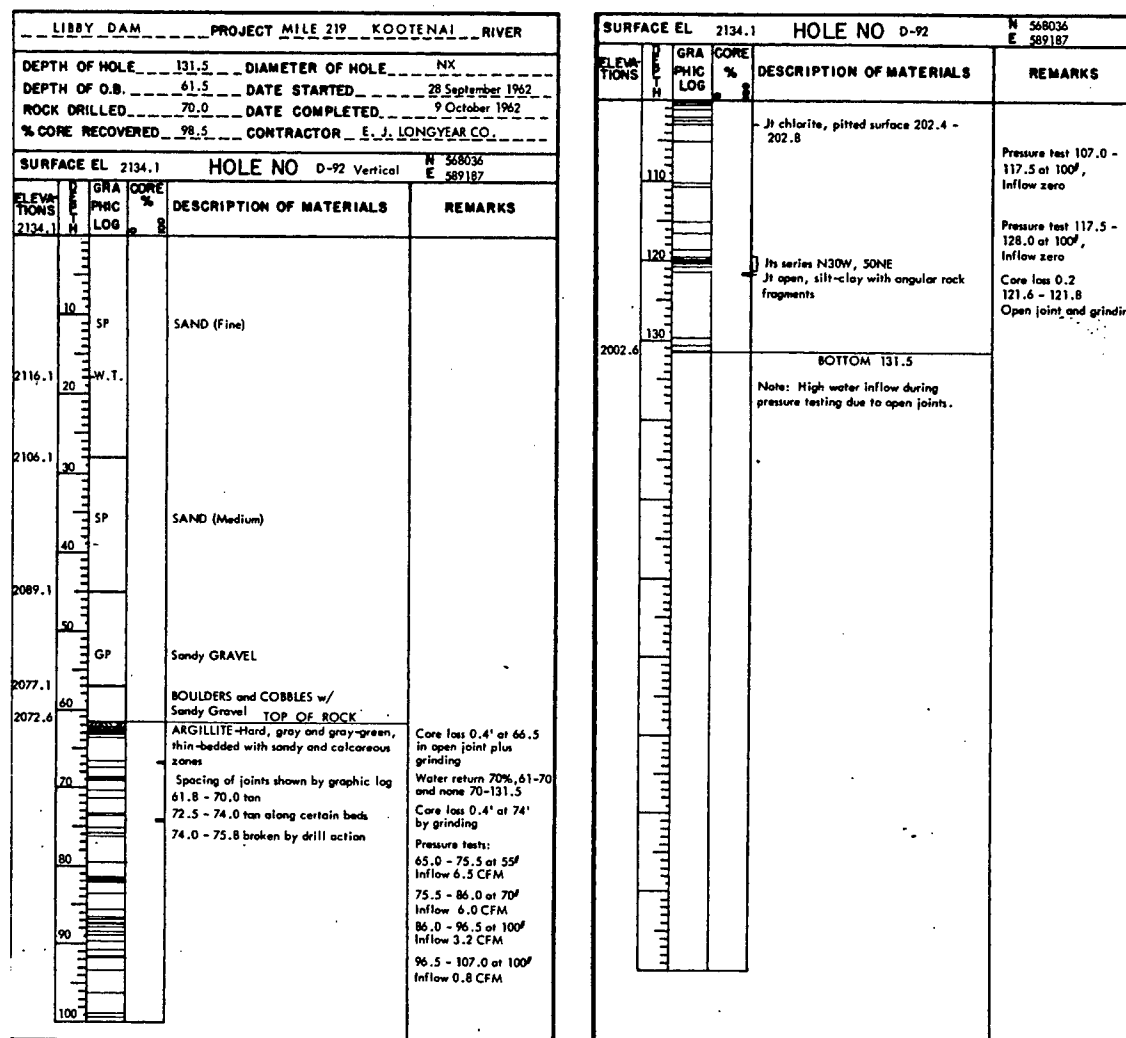 LIBBY DAM PROJECT MILE 219 KOOTENAI RIVER
DEPTH OF HOLE 131.5 DIAMETER OF HOLE NX
DEPTH OF O.B. 61.5 DATE STARTED 28 September 1962
ROCK DRILLED 70.0 DATE COMPLETED 9 October 1962
% CORE RECOVERED 98.5 CONTRACTOR E. J. LONGYEAR CO.
SURFACE EL 2134.1 HOLE NO D-92 Vertical N 568036
E 589187
ELEVATIONS DEPTH GRAPHIC LOG CORE % DESCRIPTION OF MATERIALS REMARKS
0 100
2134.1
10
SP SAND (Fine)
2116.1 W.T.
20
2106.1
30
SP SAND (Medium)
40
2089.1
50
GP Sandy GRAVEL
2077.1
60
BOULDERS and COBBLES w/
Sandy Gravel TOP OF ROCK
2072.6
ARGILLITE-Hard, gray and gray-green,
thin-bedded with sandy and calcareous
zones
Spacing of joints shown by graphic log
61.8 - 70.0 tan
72.5 - 74.0 tan along certain beds
74.0 - 75.8 broken by drill action
70
80
90
100
Core loss 0.4' at 66.5
in open joint plus
grinding
Water return 70%, 61-70
and none 70-131.5
Core loss 0.4' at 74'
by grinding
Pressure tests:
65.0 - 75.5 at 55#
Inflow 6.5 CFM
75.5 - 86.0 at 70#
Inflow 6.0 CFM
86.0 - 96.5 at 100#
Inflow 3.2 CFM
96.5 - 107.0 at 100#
Inflow 0.8 CFM
SURFACE EL 2134.1 HOLE NO D-92 N 568036
E 589187
ELEVATIONS DEPTH GRAPHIC LOG CORE % DESCRIPTION OF MATERIALS REMARKS
0 100
Jt chlorite, pitted surface 202.4 -
202.8
110
Pressure test 107.0 -
117.5 at 100#,
Inflow zero
Pressure test 117.5 -
128.0 at 100#,
Inflow zero
120
Jts series N30W, 50NE
Jt open, silt-clay with angular rock
fragments
Core loss 0.2
121.6 - 121.8
Open joint and grindin
130
2002.6
BOTTOM 131.5
Note: High water inflow during
pressure testing due to open joints.